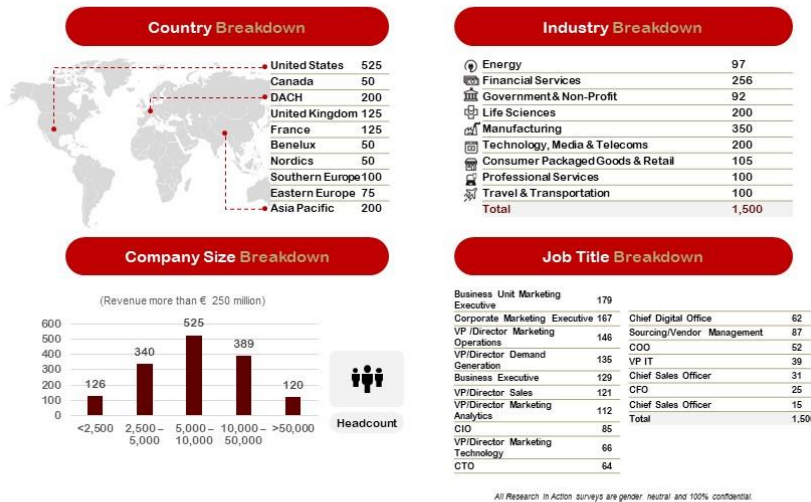 Country Breakdown
United States 525
Canada 50
DACH 200
United Kingdom 125
France 125
Benelux 50
Nordics 50
Southern Europe 100
Eastern Europe 75
Asia Pacific 200
Industry Breakdown
Energy 97
Financial Services 256
Government & Non-Profit 92
Life Sciences 200
Manufacturing 350
Technology, Media & Telecoms 200
Consumer Packaged Goods & Retail 105
Professional Services 100
Travel & Transportation 100
Total 1,500
Company Size Breakdown
(Revenue more than € 250 million)
600
500
400
300
200
100
0
126
340
525
389
120
<2,500
2,500 –
5,000
5,000 –
10,000
10,000 –
50,000
>50,000
Headcount
Job Title Breakdown
Business Unit Marketing
Executive 179
Corporate Marketing Executive 167
VP /Director Marketing
Operations 146
VP/Director Demand
Generation 135
Business Executive 129
VP/Director Sales 121
VP/Director Marketing
Analytics 112
CIO 85
VP/Director Marketing
Technology 66
CTO 64
Chief Digital Office 62
Sourcing/Vendor Management 87
COO 52
VP IT 39
Chief Sales Officer 31
CFO 25
Chief Sales Officer 15
Total 1,50
All Research In Action surveys are gender neutral and 100% confidential.